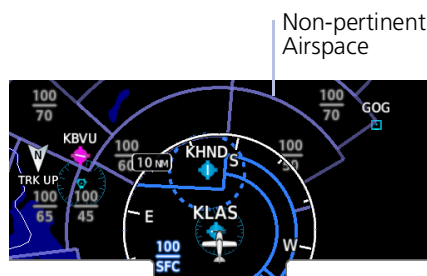 Non-pertinent
Airspace
100
70
100
70
GOG
KBVU
100
60
10 NM
KHND
S
100
50
N
TRK UP
100
65
100
45
E
KLAS
W
100
SFC